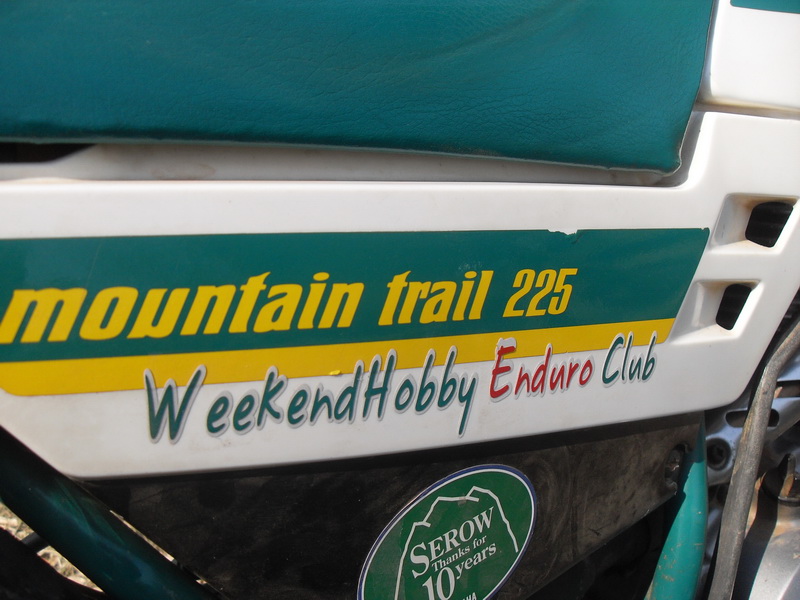 mountain trail 225
WeekendHobby Enduro Club
SEROW
Thanks for
10 years